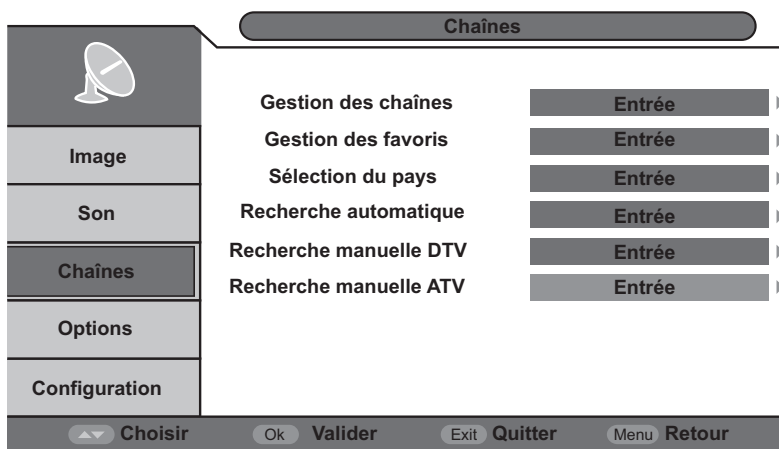 Chaînes
Gestion des chaînes Entrée
Gestion des favoris Entrée
Sélection du pays Entrée
Recherche automatique Entrée
Recherche manuelle DTV Entrée
Recherche manuelle ATV Entrée
Image
Son
Chaînes
Options
Configuration
Choisir Ok Valider Exit Quitter Menu Retour